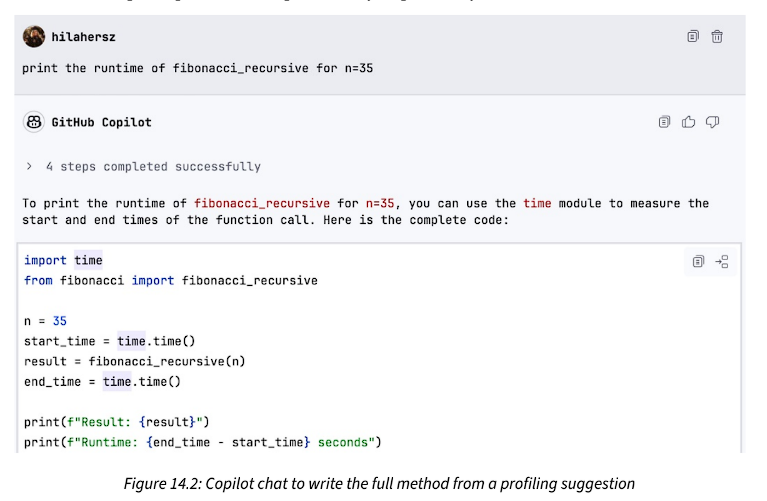 hilahersz
print the runtime of fibonacci_recursive for n=35
GitHub Copilot
> 4 steps completed successfully
To print the runtime of fibonacci_recursive for n=35, you can use the time module to measure the
start and end times of the function call. Here is the complete code:
import time
from fibonacci import fibonacci_recursive
n = 35
start_time = time.time()
result = fibonacci_recursive(n)
end_time = time.time()
print(f"Result: {result}")
print(f"Runtime: {end_time - start_time} seconds")
Figure 14.2: Copilot chat to write the full method from a profiling suggestion